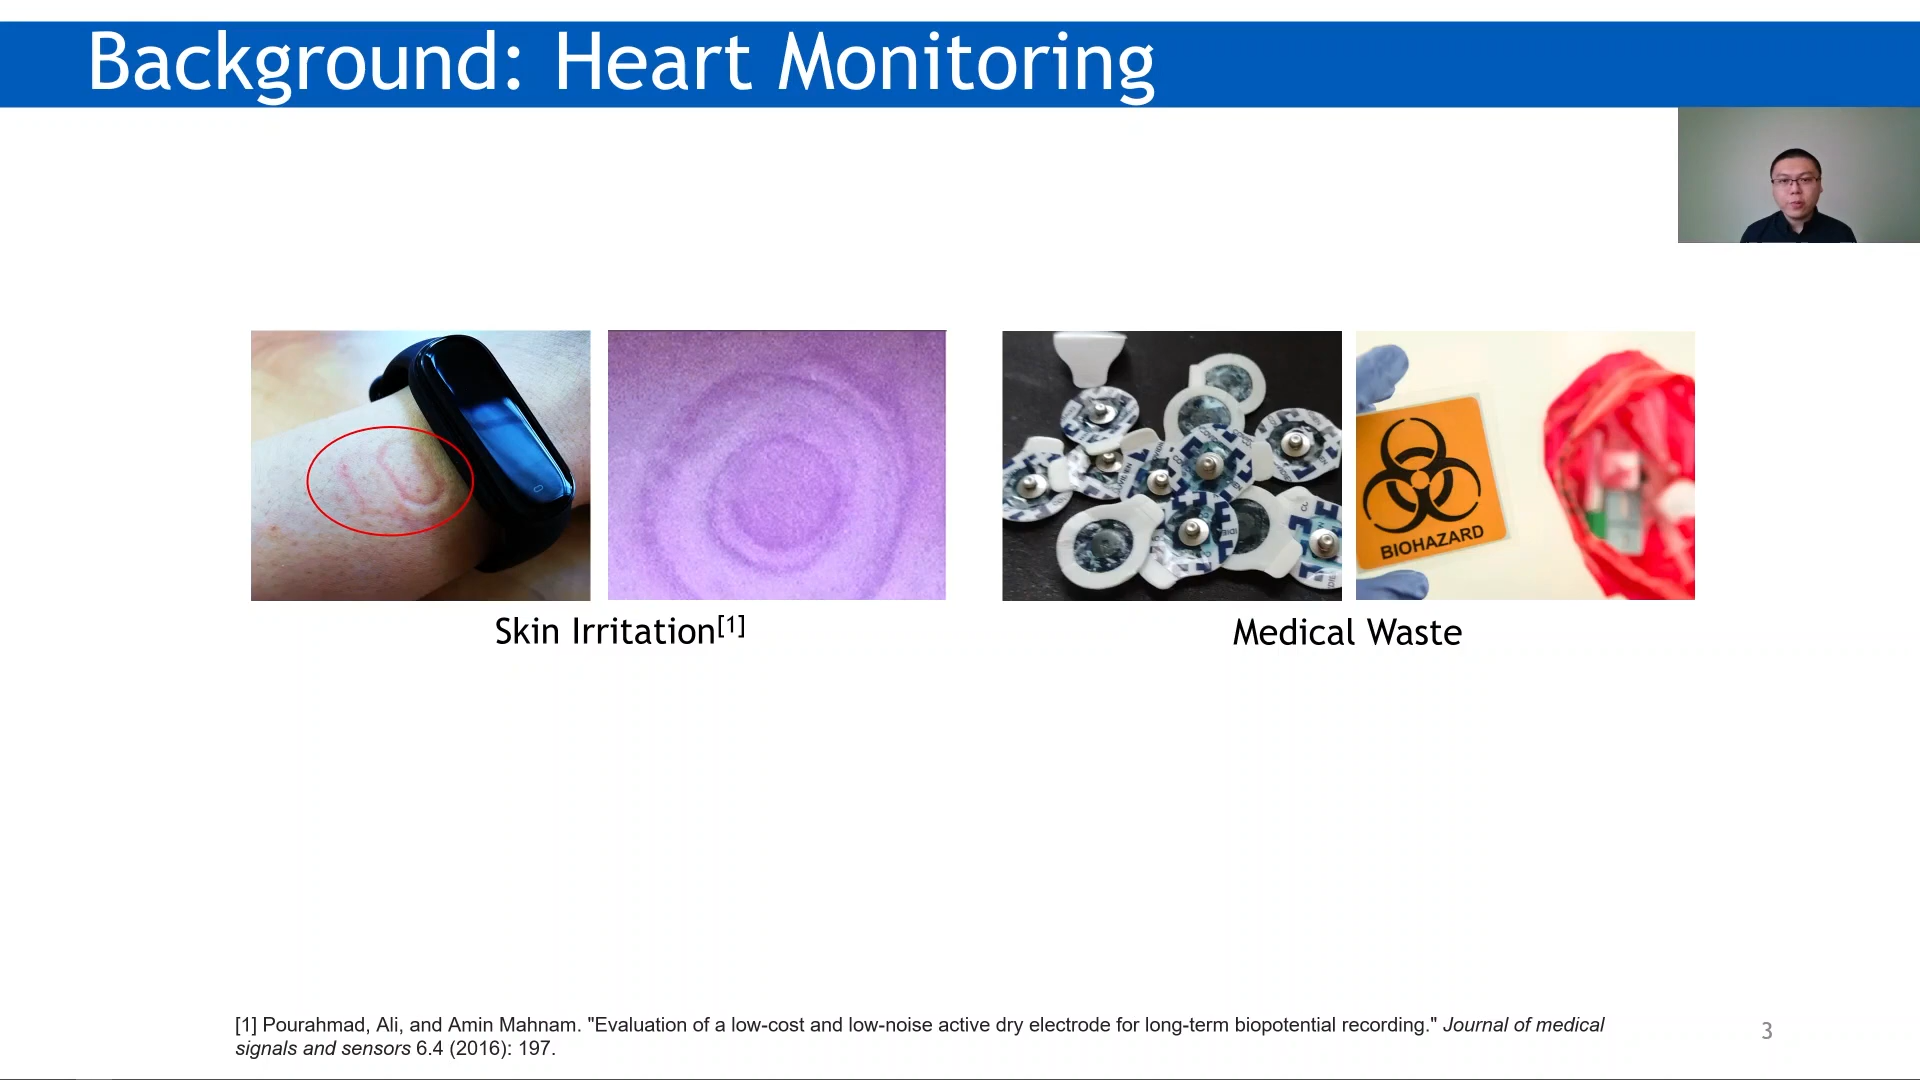 Background: Heart Monitoring
BIOHAZARD
Skin Irritation[1]
Medical Waste
[1] Pourahmad, Ali, and Amin Mahnam. "Evaluation of a low-cost and low-noise active dry electrode for long-term biopotential recording." Journal of medical
signals and sensors 6.4 (2016): 197.
3